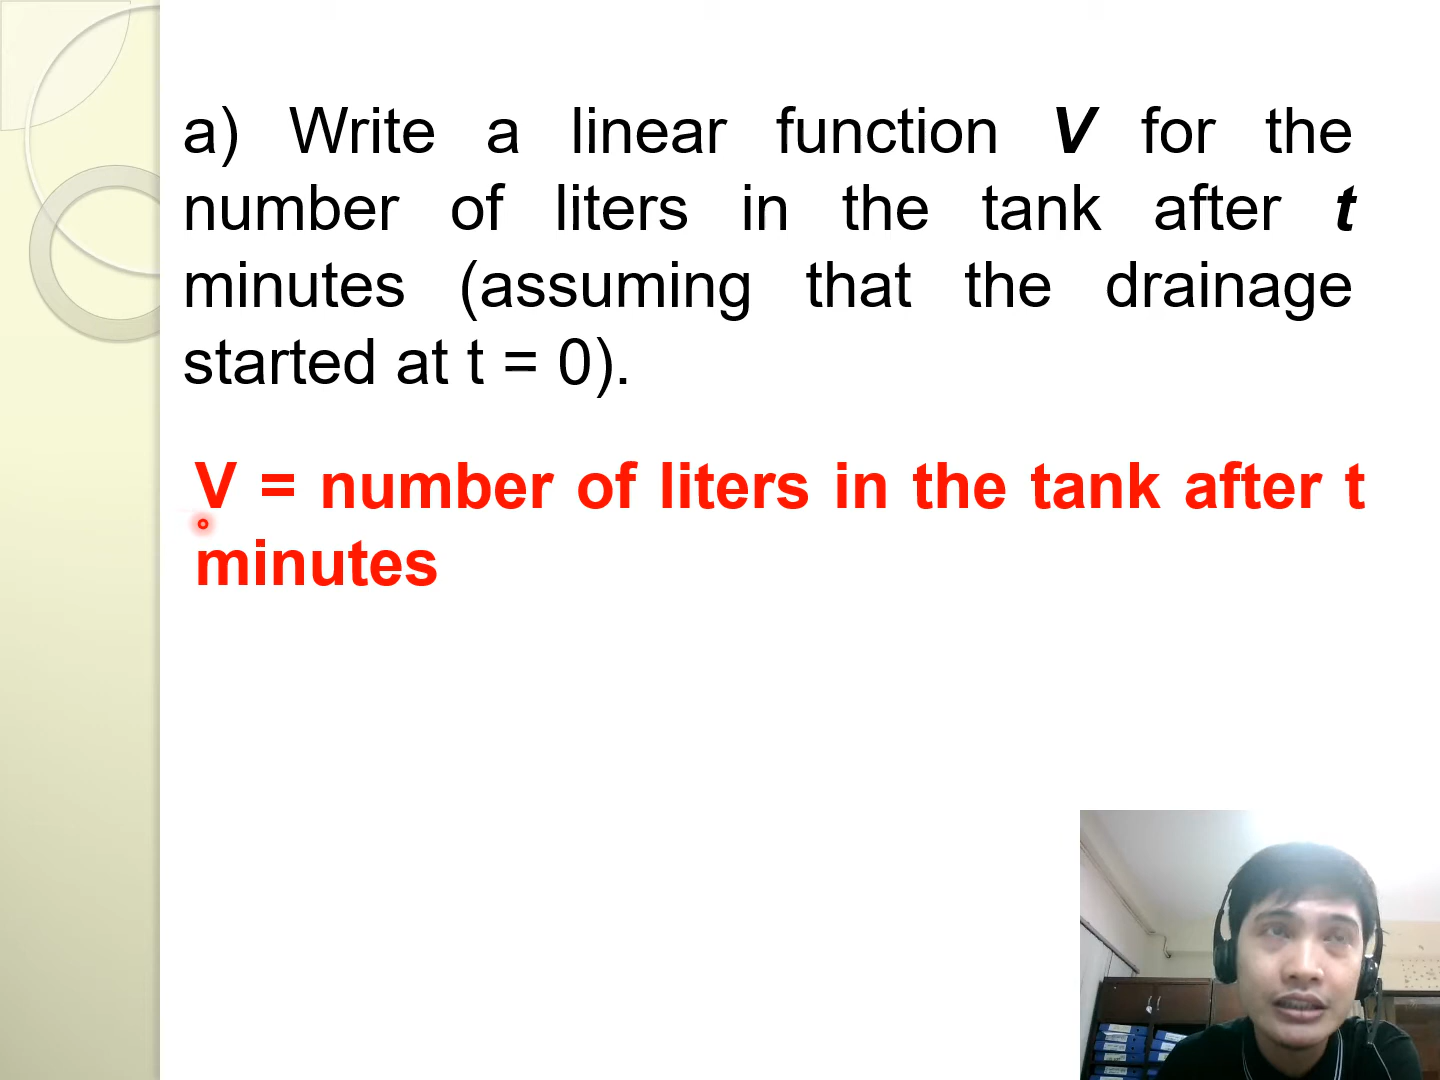 a) Write a linear function V for the
number of liters in the tank after t
minutes (assuming that the drainage
started at t = 0).
V = number of liters in the tank after t
minutes